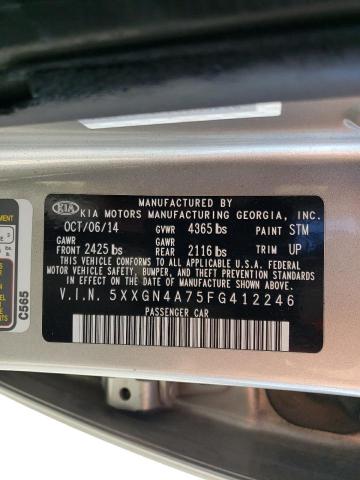 MANUFACTURED BY
KIA
KIA MOTORS MANUFACTURING GEORGIA, INC.
OCT/06/14 GVWR 4365 lbs PAINT STM
GAWR FRONT 2425 lbs GAWR REAR 2116 lbs TRIM UP
THIS VEHICLE CONFORMS TO ALL APPLICABLE U.S.A. FEDERAL
MOTOR VEHICLE SAFETY, BUMPER, AND THEFT PREVENTION STANDARDS
IN EFFECT ON THE DATE OF MANUFACTURE SHOWN ABOVE.
V.I.N. 5XXGN4A75FG412246
PASSENGER CAR
C565